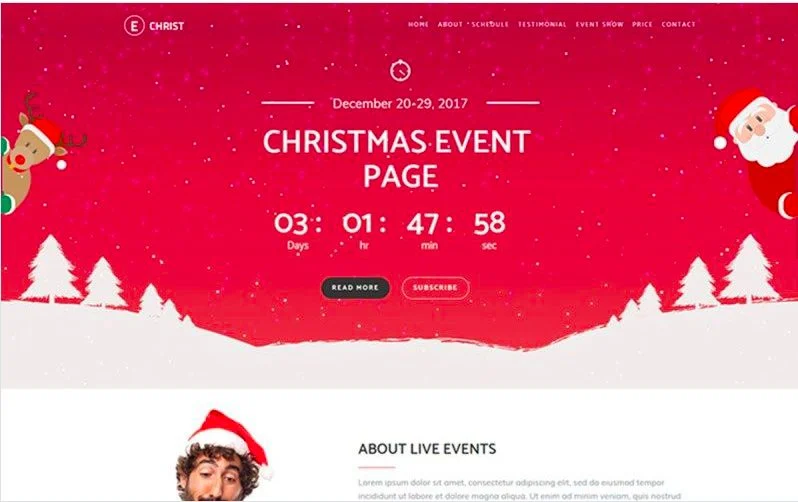 E CHRIST
HOME ABOUT SCHEDULE TESTIMONIAL EVENT SHOW PRICE CONTACT
December 20-29, 2017
CHRISTMAS EVENT
PAGE
03 : 01 : 47 : 58
Days hr min sec
READ MORE SUBSCRIBE
ABOUT LIVE EVENTS
Lorem ipsum dolor sit amet, consectetur adipiscing elit, sed do eiusmod tempor
incididunt ut labore et dolore magna aliqua. Ut enim ad minim veniam, quis nostrud